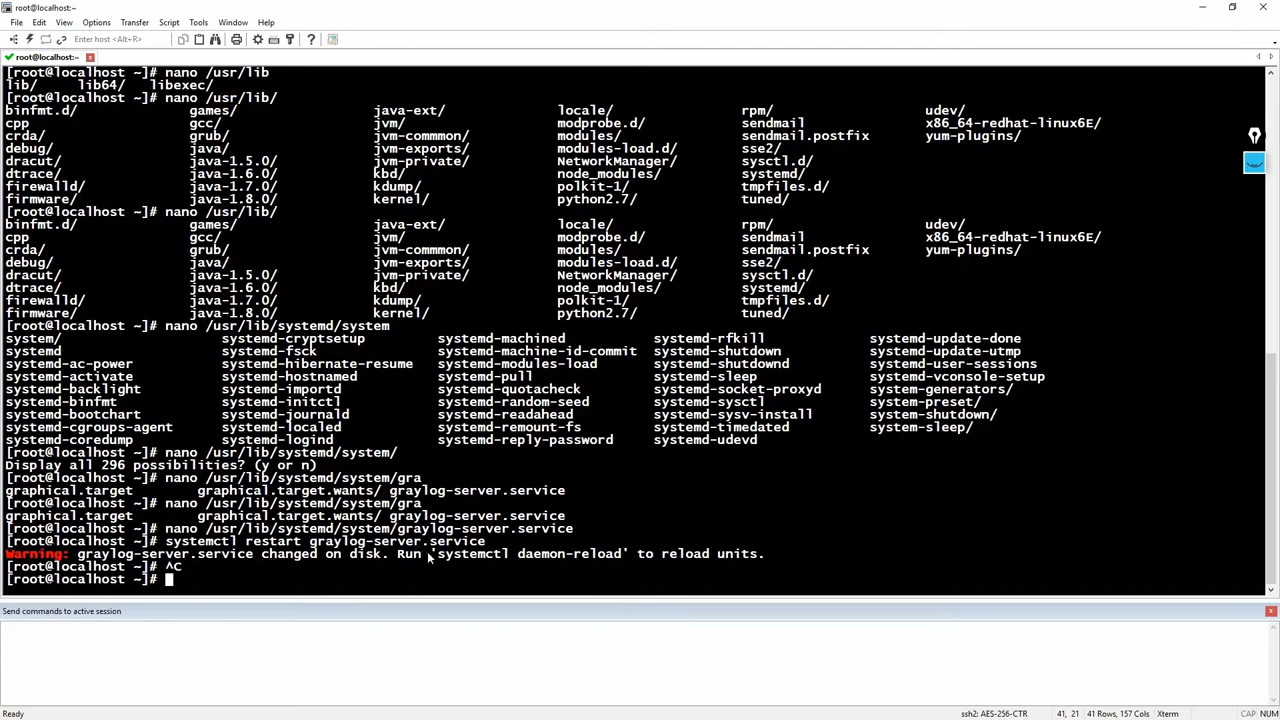 root@localhost:~
File Edit View Options Transfer Script Tools Window Help
Enter host <Alt+R>
root@localhost:~
[root@localhost ~]# nano /usr/lib
lib/ lib64/ libexec/
[root@localhost ~]# nano /usr/lib/
binfmt.d/ games/ java-ext/ locale/ rpm/ udev/
cpp gcc/ jvm/ modprobe.d/ sendmail x86_64-redhat-linux6E/
crda/ grub/ jvm-commmon/ modules/ sendmail.postfix yum-plugins/
debug/ java/ jvm-exports/ modules-load.d/ sse2/
dracut/ java-1.5.0/ jvm-private/ NetworkManager/ sysctl.d/
dtrace/ java-1.6.0/ kbd/ node_modules/ systemd/
firewalld/ java-1.7.0/ kdump/ polkit-1/ tmpfiles.d/
firmware/ java-1.8.0/ kernel/ python2.7/ tuned/
[root@localhost ~]# nano /usr/lib/
binfmt.d/ games/ java-ext/ locale/ rpm/ udev/
cpp gcc/ jvm/ modprobe.d/ sendmail x86_64-redhat-linux6E/
crda/ grub/ jvm-commmon/ modules/ sendmail.postfix yum-plugins/
debug/ java/ jvm-exports/ modules-load.d/ sse2/
dracut/ java-1.5.0/ jvm-private/ NetworkManager/ sysctl.d/
dtrace/ java-1.6.0/ kbd/ node_modules/ systemd/
firewalld/ java-1.7.0/ kdump/ polkit-1/ tmpfiles.d/
firmware/ java-1.8.0/ kernel/ python2.7/ tuned/
[root@localhost ~]# nano /usr/lib/systemd/system
system/ systemd-cryptsetup systemd-machined systemd-rfkill systemd-update-done
systemd systemd-fsck systemd-machine-id-commit systemd-shutdown systemd-update-utmp
systemd-ac-power systemd-hibernate-resume systemd-modules-load systemd-shutdownd systemd-user-sessions
systemd-activate systemd-hostnamed systemd-pull systemd-sleep systemd-vconsole-setup
systemd-backlight systemd-importd systemd-quotacheck systemd-socket-proxyd system-generators/
systemd-binfmt systemd-initctl systemd-random-seed systemd-sysctl system-preset/
systemd-bootchart systemd-journald systemd-readahead systemd-sysv-install system-shutdown/
systemd-cgroups-agent systemd-localed systemd-remount-fs systemd-timedated system-sleep/
systemd-coredump systemd-logind systemd-reply-password systemd-udevd
[root@localhost ~]# nano /usr/lib/systemd/system/
Display all 296 possibilities? (y or n)
[root@localhost ~]# nano /usr/lib/systemd/system/gra
graphical.target graphical.target.wants/ graylog-server.service
[root@localhost ~]# nano /usr/lib/systemd/system/gra
graphical.target graphical.target.wants/ graylog-server.service
[root@localhost ~]# nano /usr/lib/systemd/system/graylog-server.service
[root@localhost ~]# systemctl restart graylog-server.service
Warning: graylog-server.service changed on disk. Run 'systemctl daemon-reload' to reload units.
[root@localhost ~]# ^C
[root@localhost ~]#
Send commands to active session
Ready ssh2: AES-256-CTR 41, 21 41 Rows, 157 Cols Xterm CAP NUM